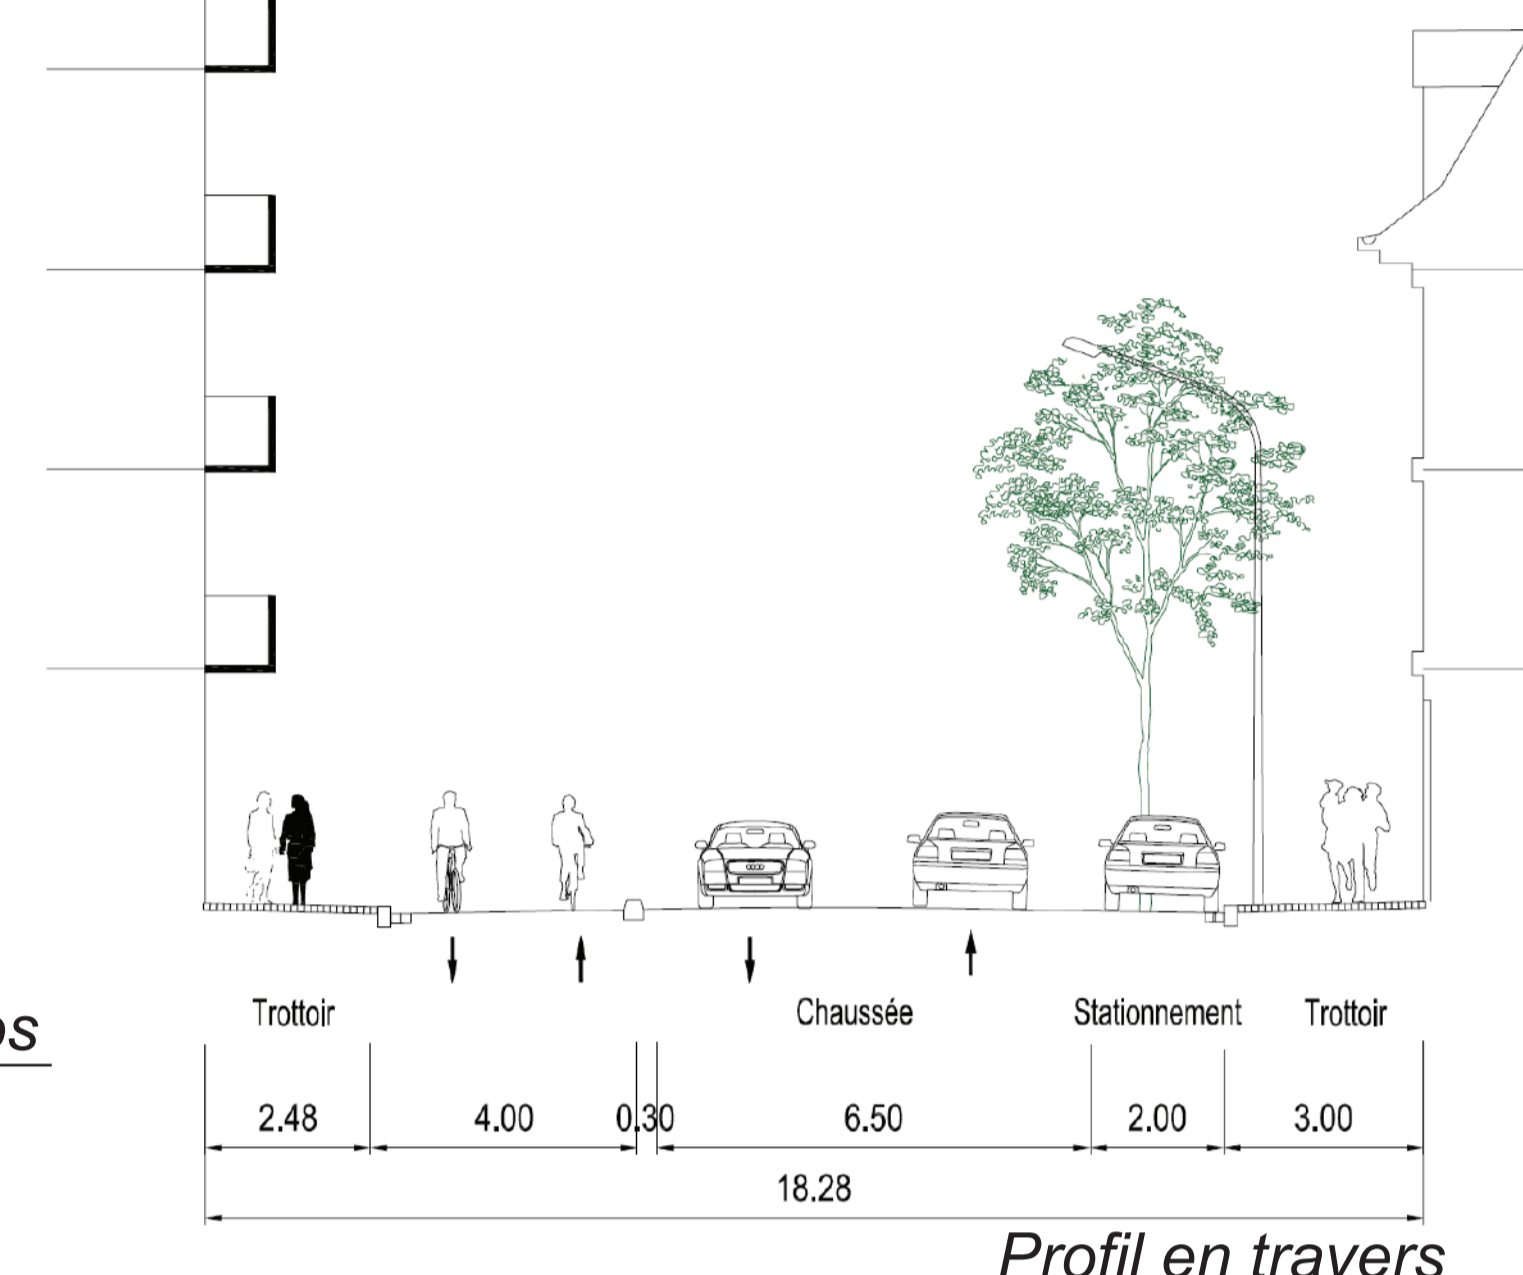 Trottoir Chaussée Stationnement Trottoir
os
2.48 4.00 0.30 6.50 2.00 3.00
18.28
Profil en travers